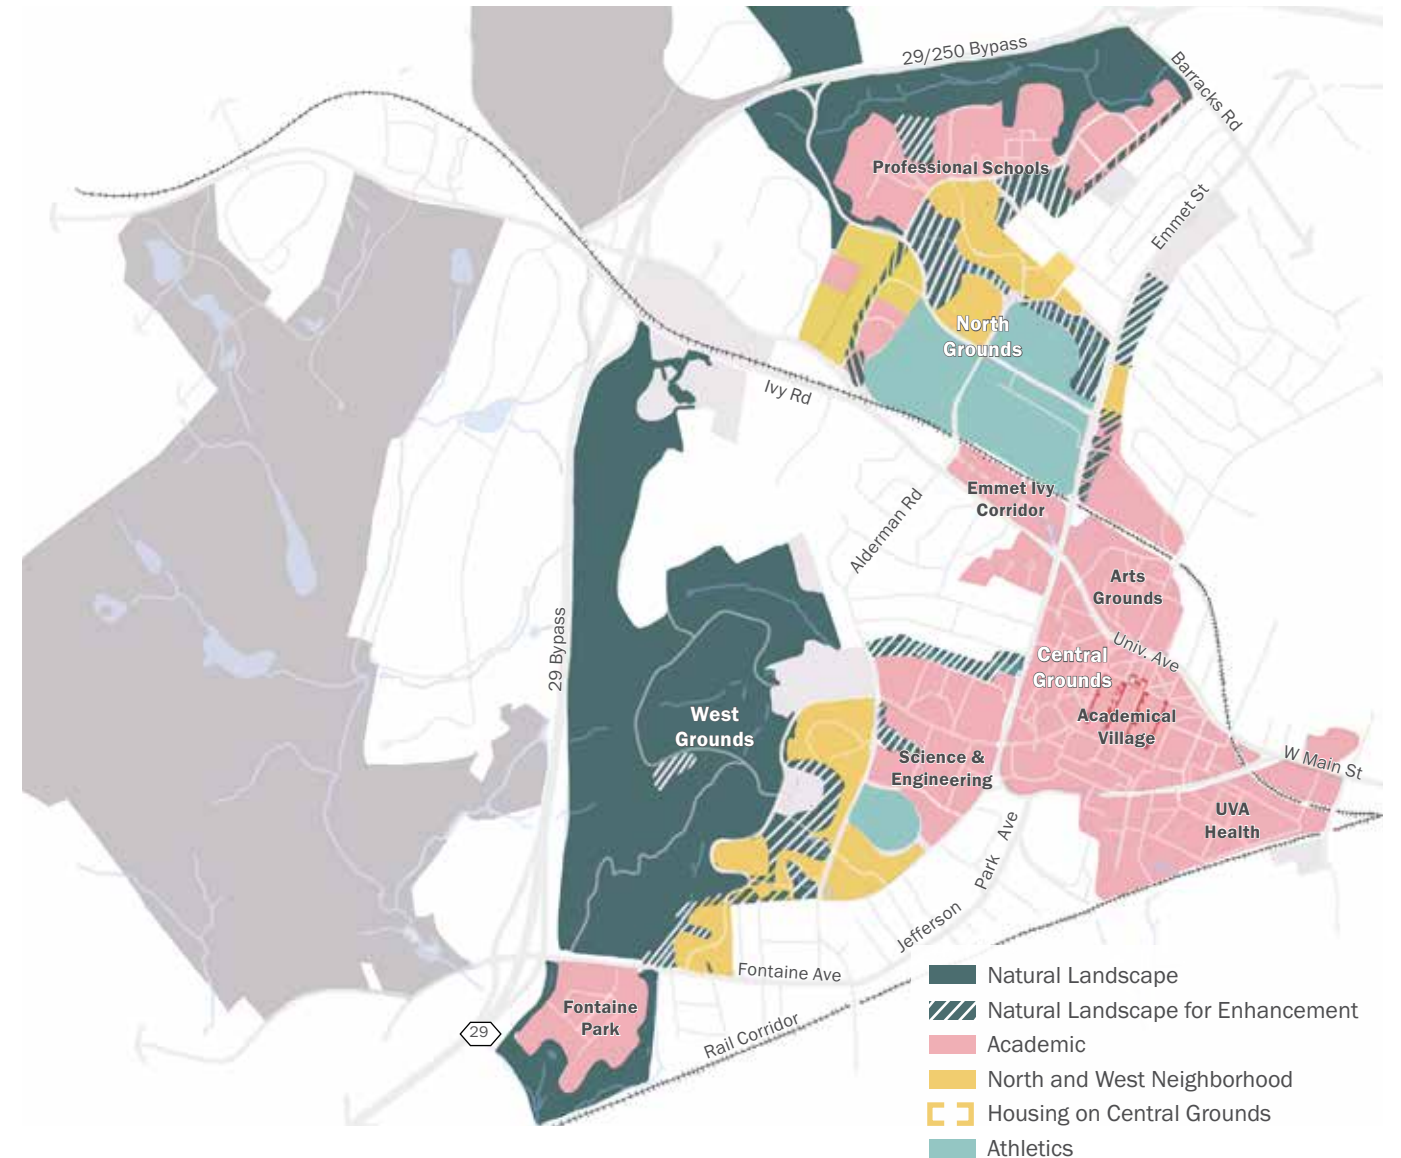 29/250 Bypass
Barracks Rd
Professional Schools
Emmet St
North
Grounds
Ivy Rd
Emmet Ivy
Corridor
Alderman Rd
Arts
Grounds
Univ. Ave
29 Bypass
Central
Grounds
West
Grounds
Academical
Village
Science &
Engineering
W Main St
UVA
Health
Park Ave
Jefferson
Fontaine Ave
Fontaine
Park
29
Rail Corridor
Natural Landscape
Natural Landscape for Enhancement
Academic
North and West Neighborhood
Housing on Central Grounds
Athletics